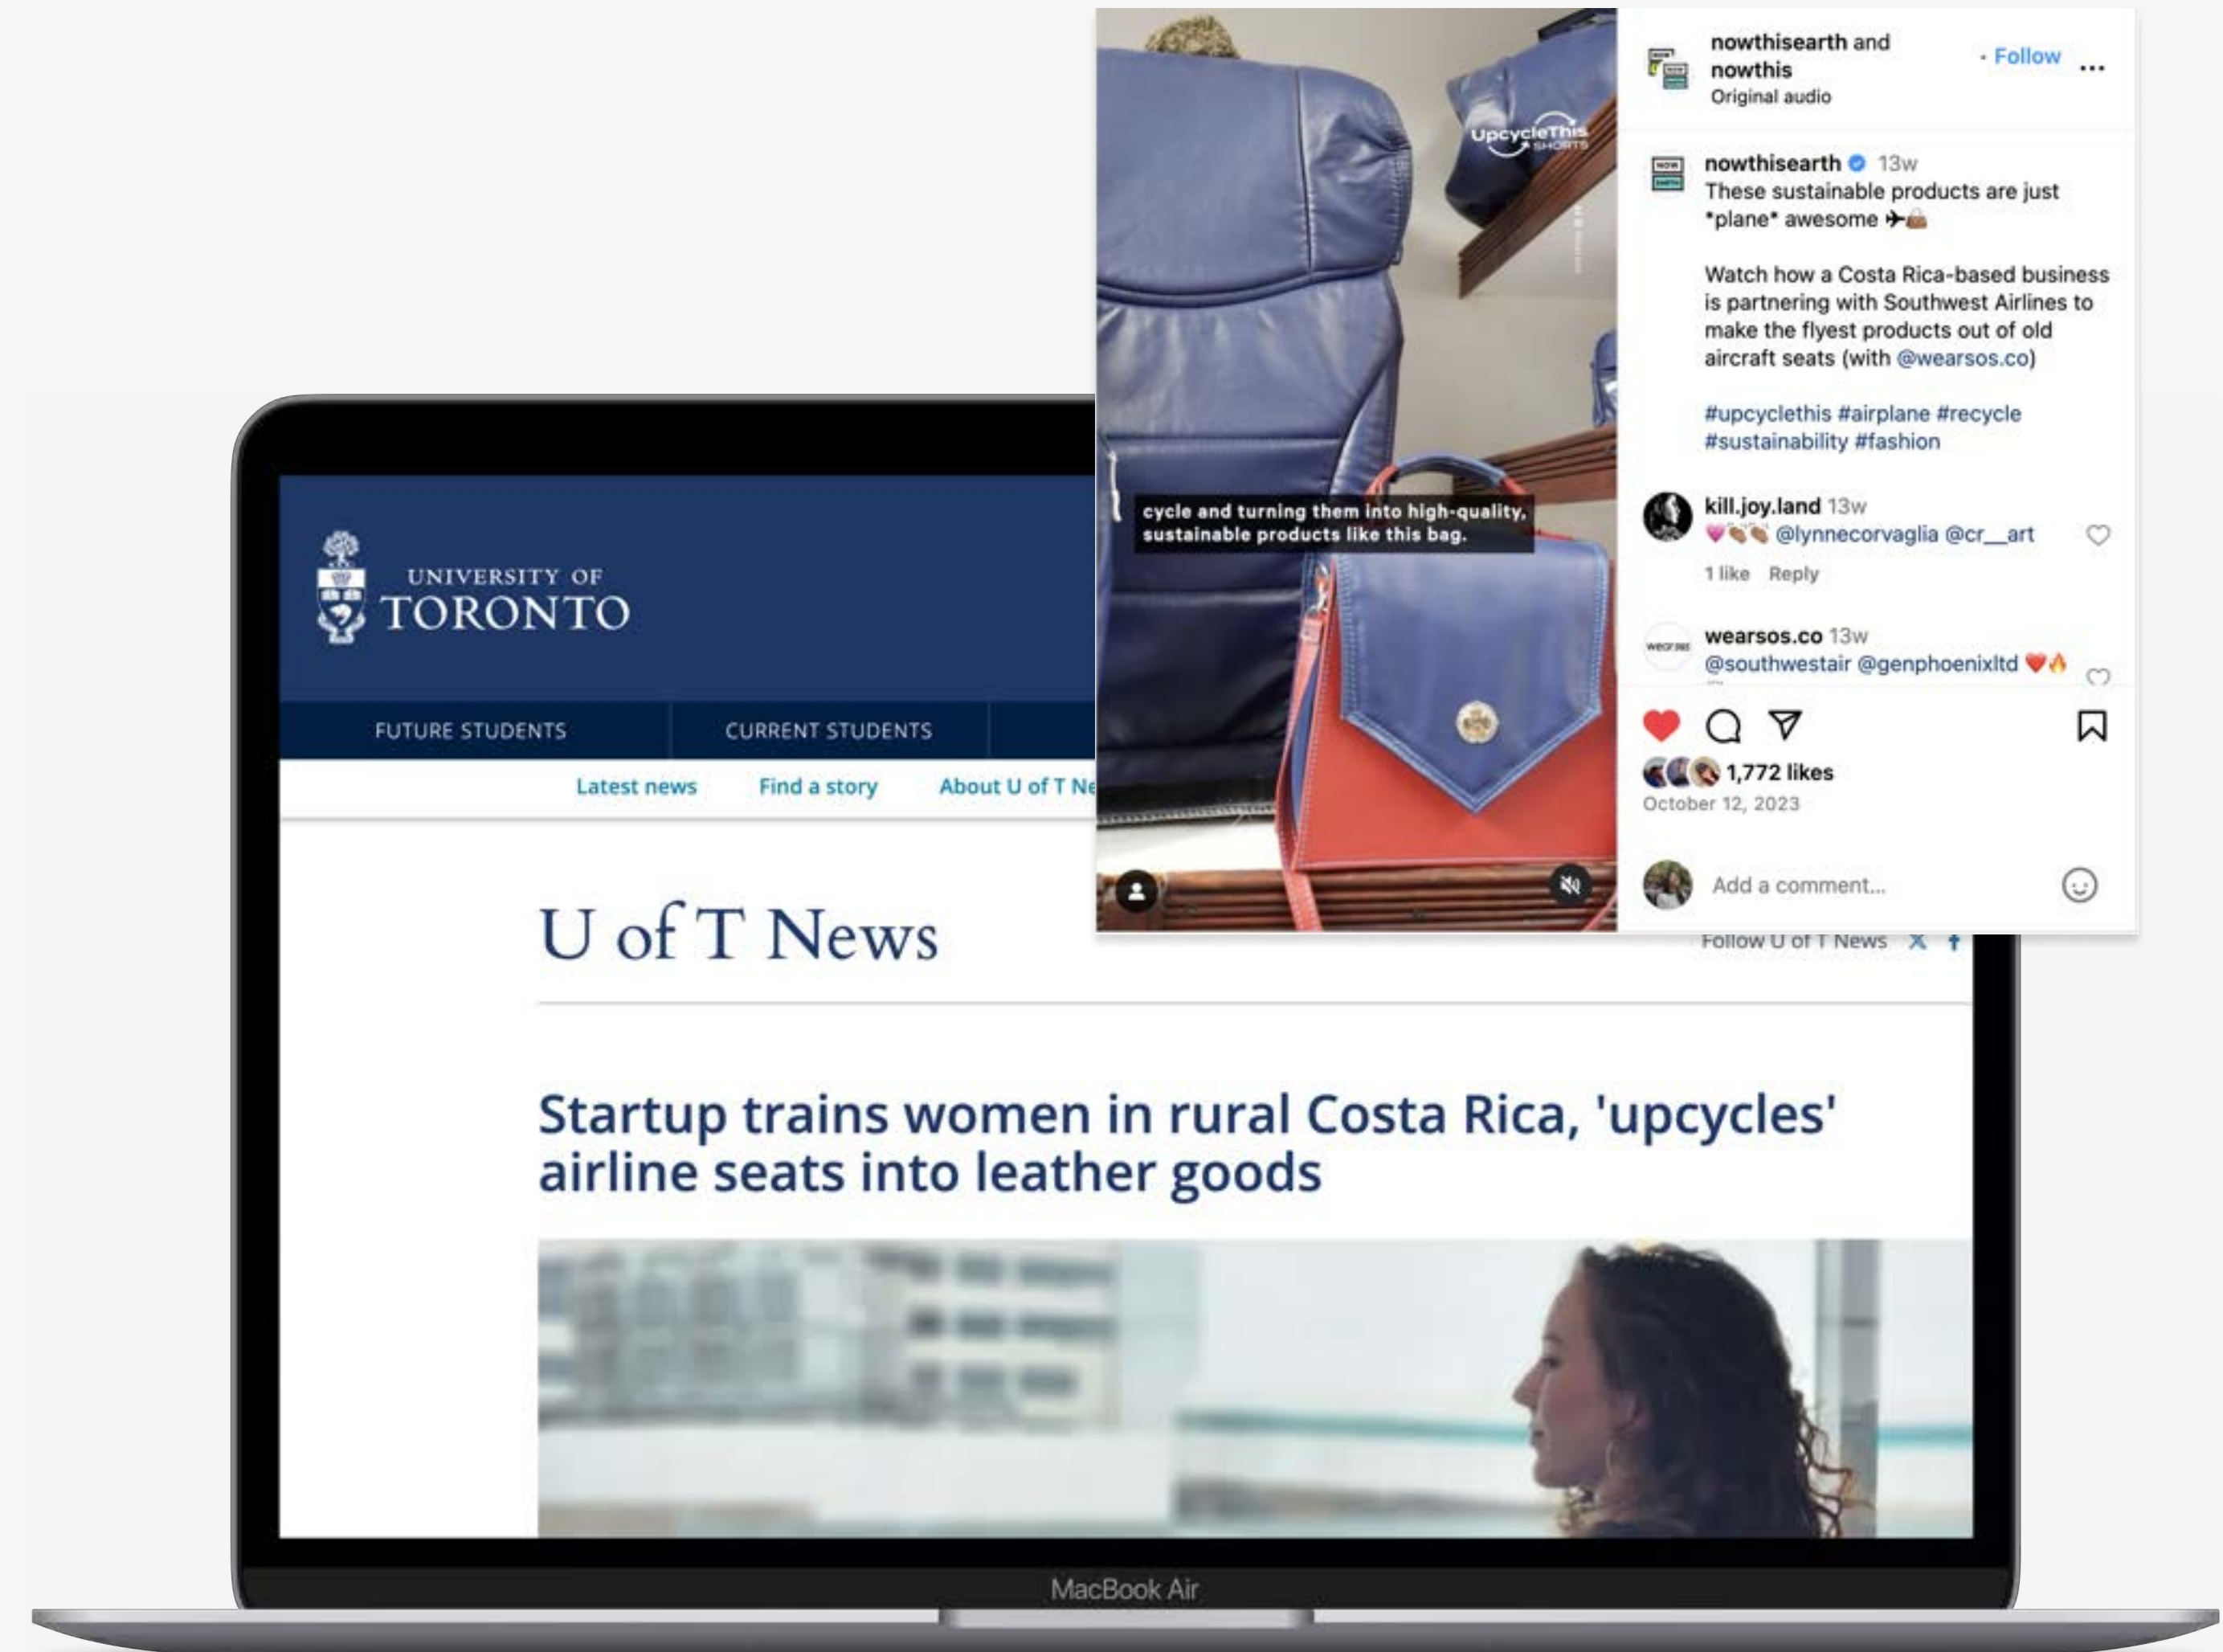 UpcycleThis
SHORTS
cycle and turning them into high-quality,
sustainable products like this bag.
nowthisearth and
nowthis
Original audio
• Follow ...
nowthisearth 13w
These sustainable products are just
*plane* awesome ✈👜
Watch how a Costa Rica-based business
is partnering with Southwest Airlines to
make the flyest products out of old
aircraft seats (with @wearsos.co)
#upcyclethis #airplane #recycle
#sustainability #fashion
kill.joy.land 13w
@lynnecorvaglia @cr__art
1 like Reply
wearsos
wearsos.co 13w
@southwestair @genphoenixltd ❤️🔥
1,772 likes
October 12, 2023
Add a comment...
UNIVERSITY OF
TORONTO
FUTURE STUDENTS
CURRENT STUDENTS
Latest news
Find a story
About U of T Ne
U of T News
Follow U of T News
Startup trains women in rural Costa Rica, 'upcycles'
airline seats into leather goods
MacBook Air